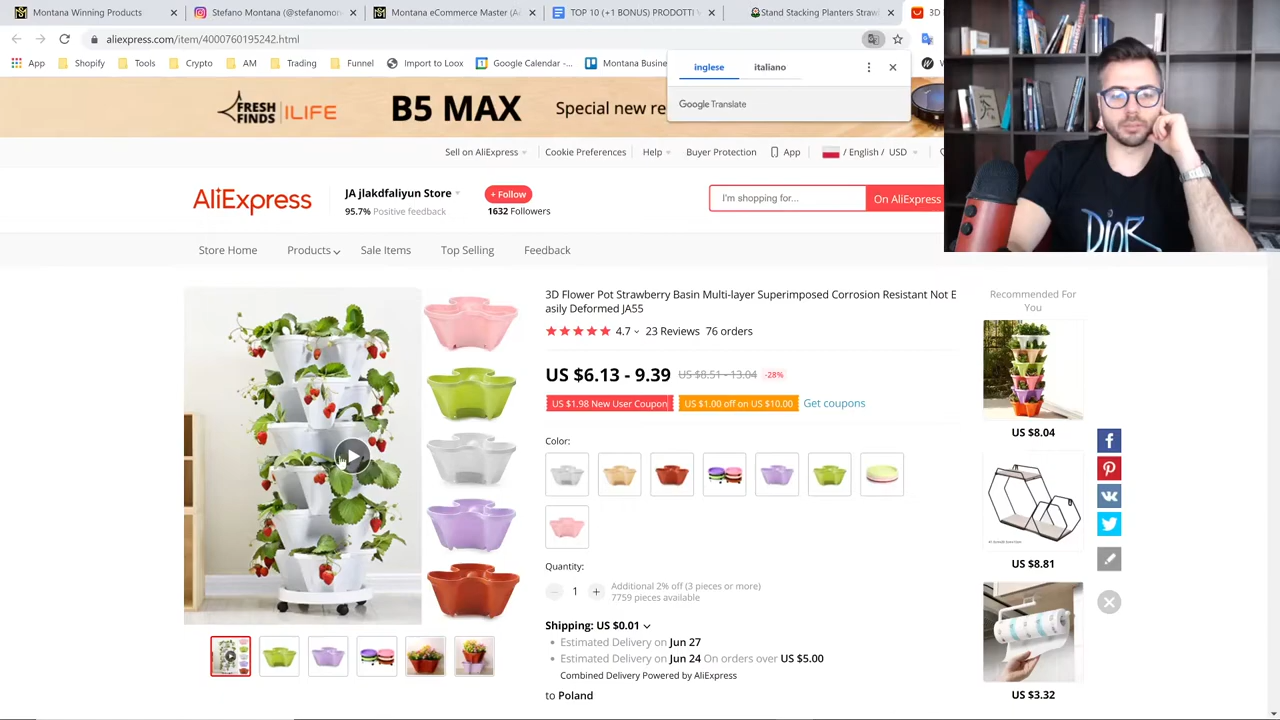 Montana Winning Products
Stefano Montana (@stefanomon
Montana eCommerce Master (A
TOP 10 (+1 BONUS) PRODOTTI
Stand Stacking Planters Strawl
3D
aliexpress.com/item/4000760195242.html
App
Shopify
Tools
Crypto
AM
Trading
Funnel
Import to Loox
Google Calendar -...
Montana Busine
inglese
italiano
Google Translate
FRESH
FINDS
ILIFE
B5 MAX
Special new re
Sell on AliExpress
Cookie Preferences
Help
Buyer Protection
App
/ English / USD
AliExpress
JA jlakdfaliyun Store
+ Follow
95.7% Positive feedback
1632 Followers
I'm shopping for...
On AliExpress
DIOR
Store Home
Products
Sale Items
Top Selling
Feedback
3D Flower Pot Strawberry Basin Multi-layer Superimposed Corrosion Resistant Not E
asily Deformed JA55
4.7
23 Reviews
76 orders
US $6.13 - 9.39
US $8.51 - 13.04
-28%
US $1.98 New User Coupon
US $1.00 off on US $10.00
Get coupons
Color:
Quantity:
1
+
Additional 2% off (3 pieces or more)
7759 pieces available
Shipping: US $0.01
Estimated Delivery on Jun 27
Estimated Delivery on Jun 24 On orders over US $5.00
Combined Delivery Powered by AliExpress
to Poland
Recommended For
You
US $8.04
US $8.81
US $3.32